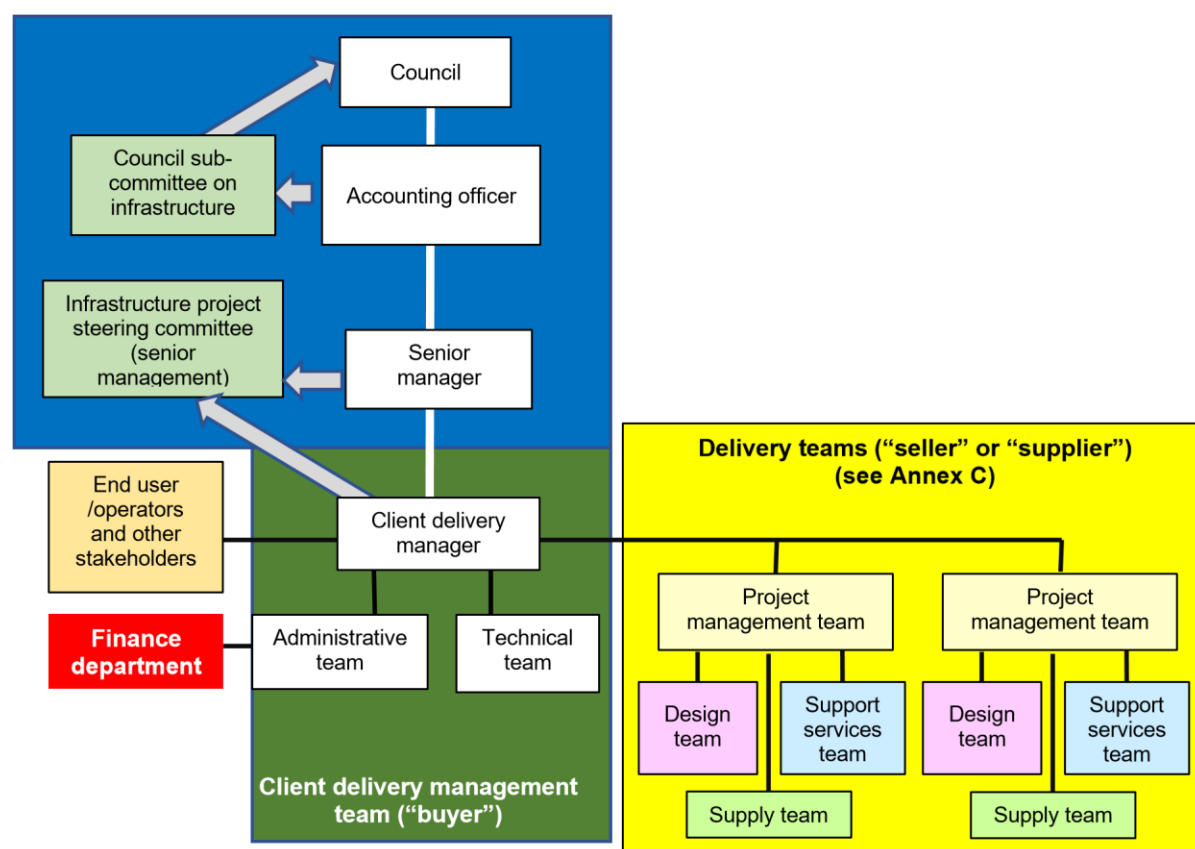 Council
Council sub-
committee on
infrastructure
Accounting officer
Infrastructure project
steering committee
(senior
management)
Senior
manager
Delivery teams (“seller” or “supplier”)
(see Annex C)
End user
/operators
and other
stakeholders
Client delivery
manager
Project
management team
Project
management team
Finance
department
Administrative
team
Technical
team
Design
team
Support
services
team
Design
team
Support
services
team
Client delivery management
team (“buyer”)
Supply team
Supply team